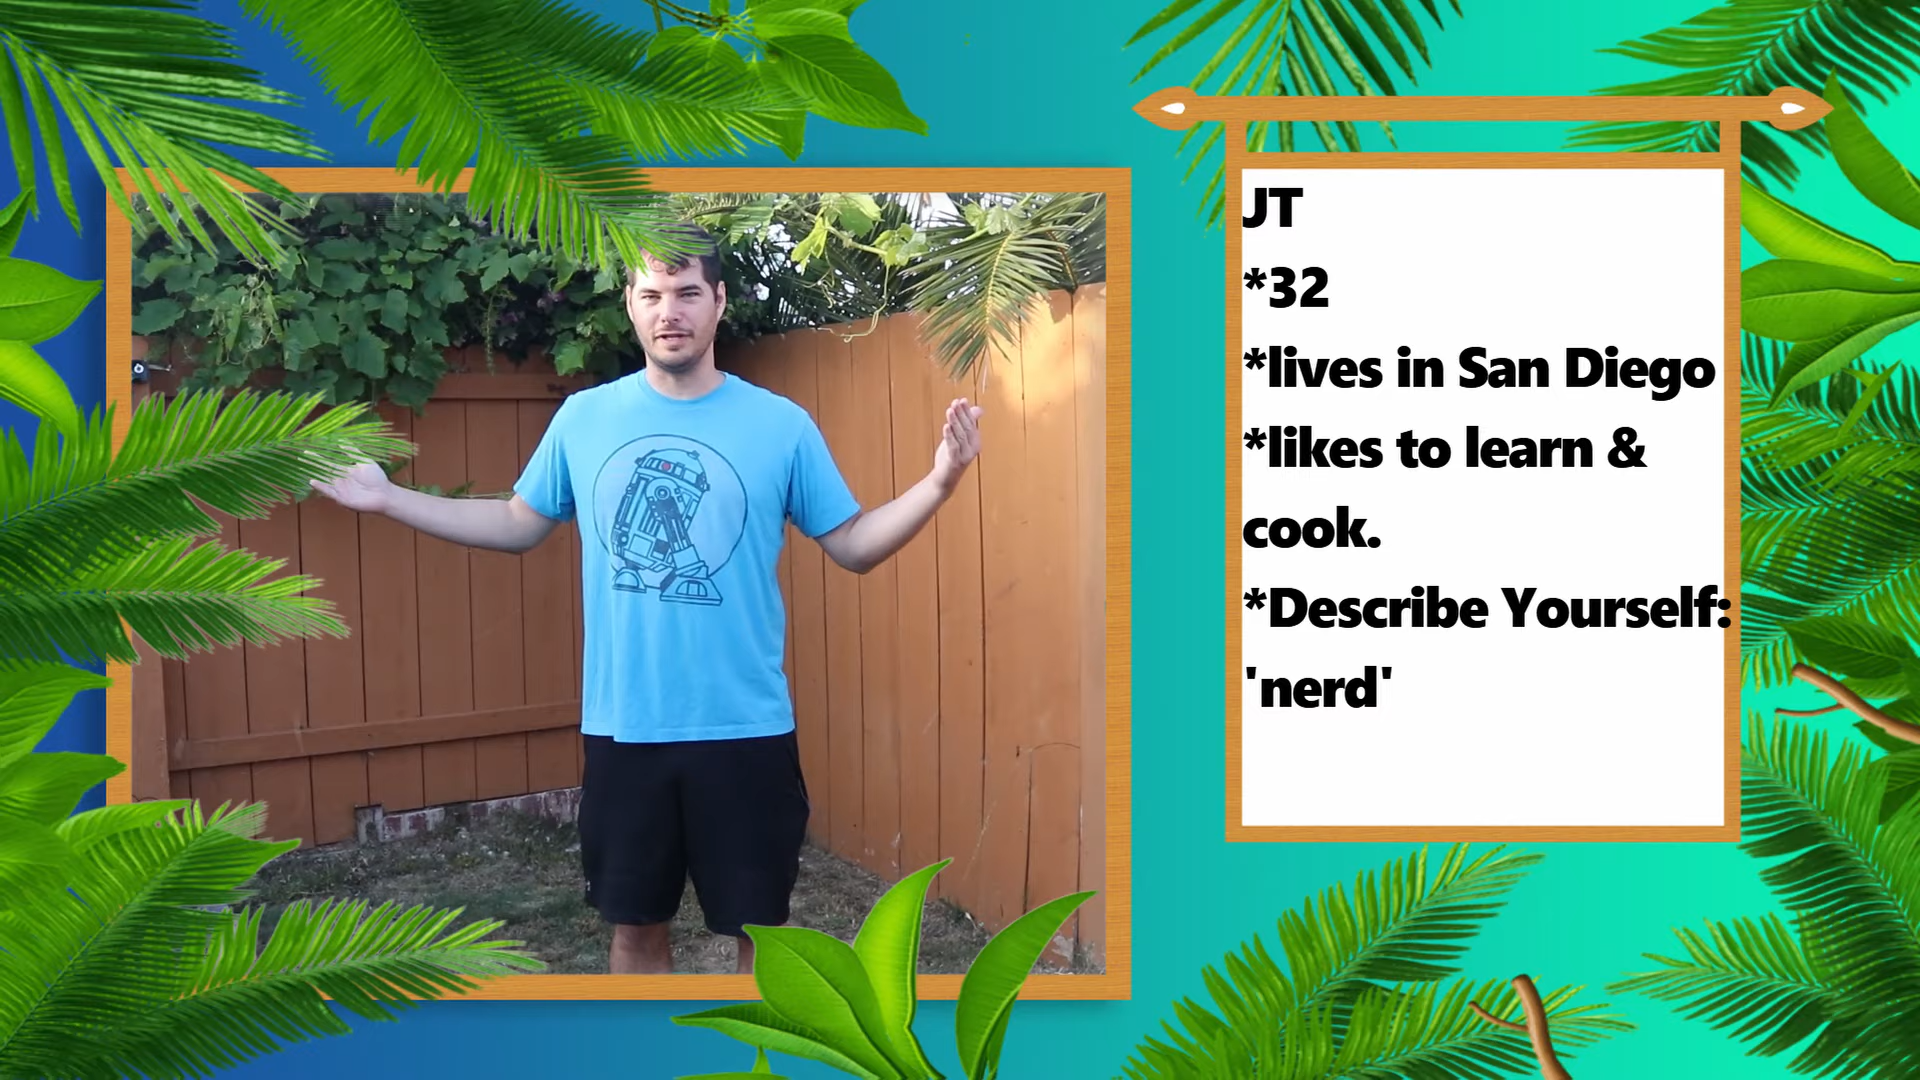 JT
*32
*lives in San Diego
*likes to learn &
cook.
*Describe Yourself:
'nerd'